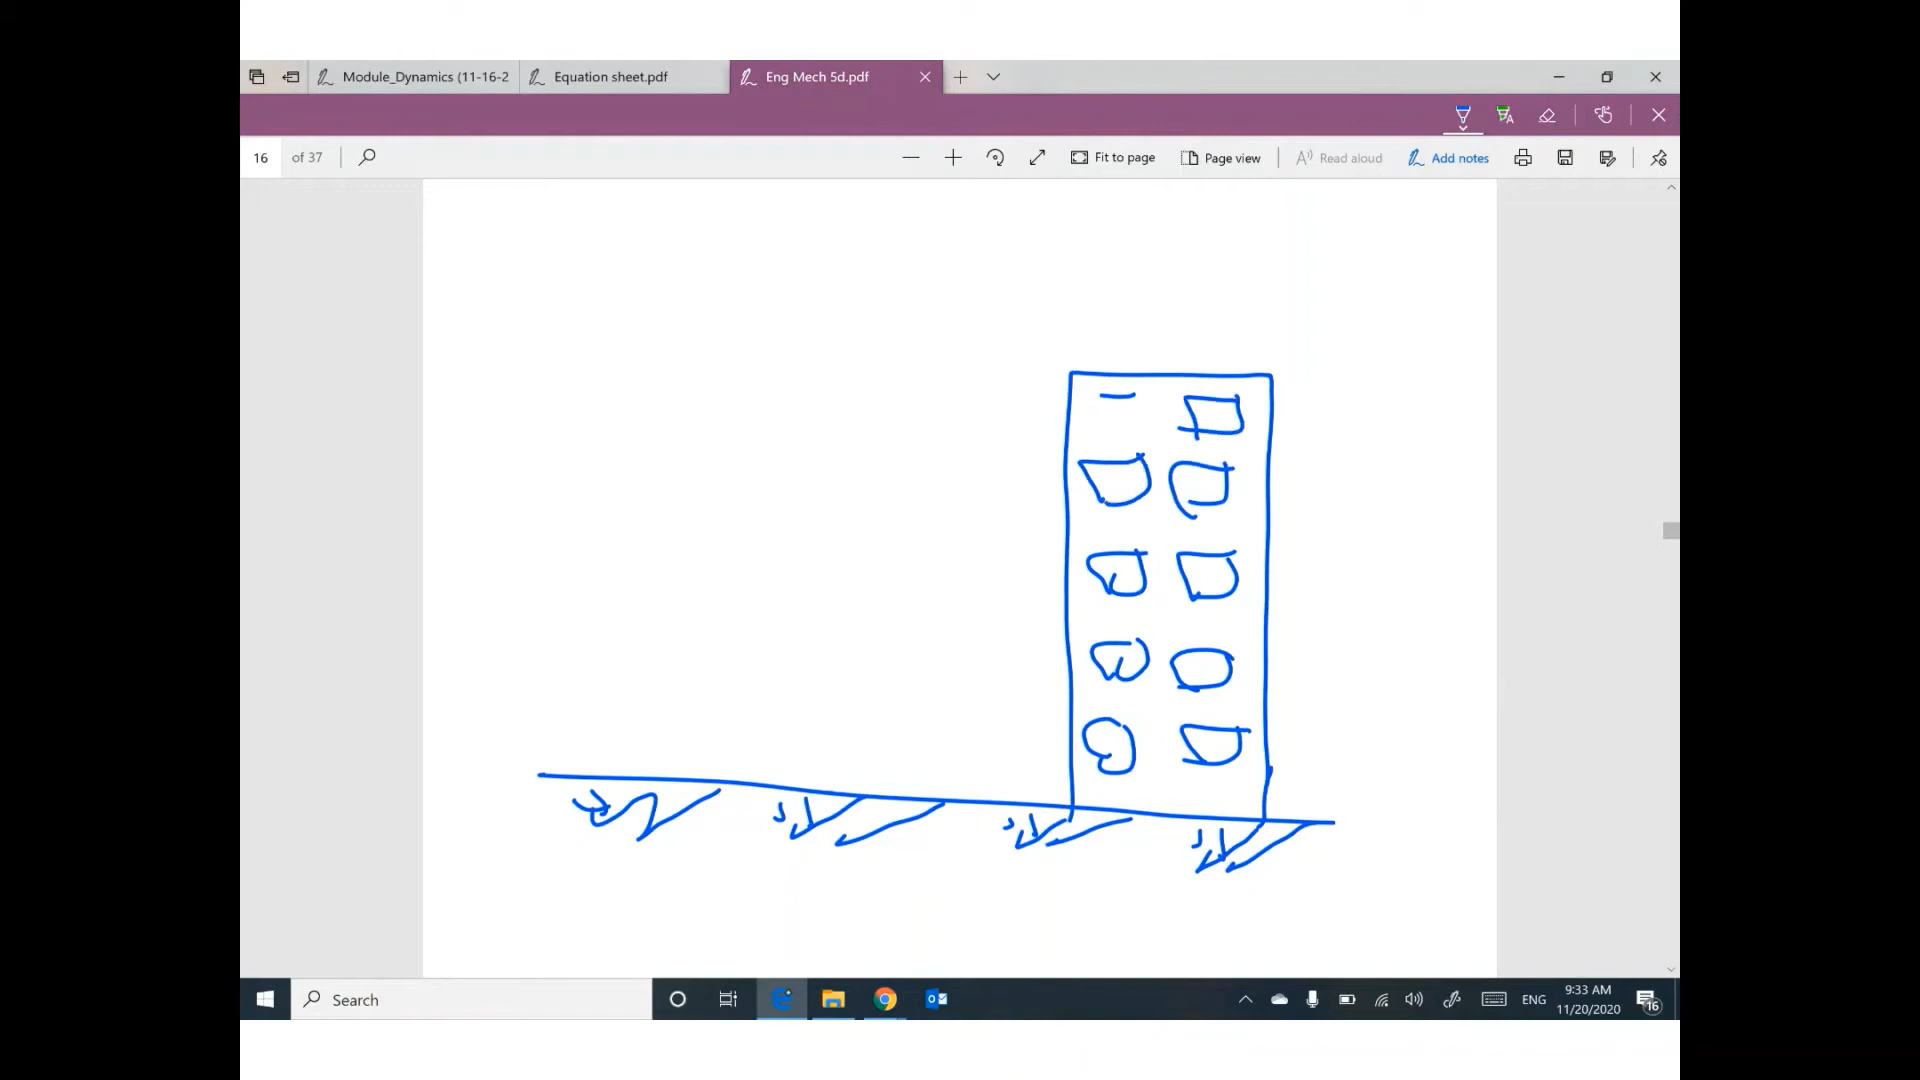 Module_Dynamics (11-16-2
Equation sheet.pdf
Eng Mech 5d.pdf
16 of 37
Fit to page
Page view
Read aloud
Add notes
Search
ENG
9:33 AM
11/20/2020
16